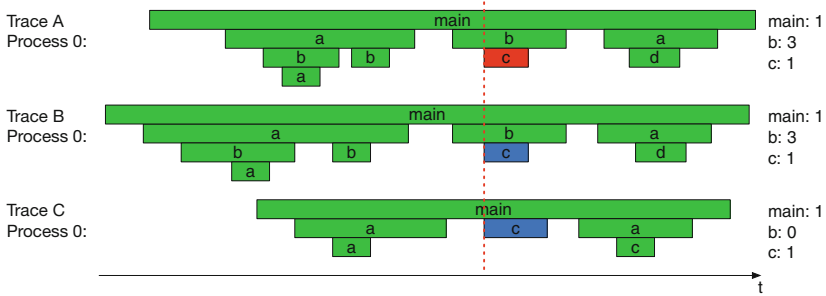 Trace A
Process 0:
main
a b a
b b c d
a
main: 1
b: 3
c: 1
Trace B
Process 0:
main
a b a
b b c d
a
main: 1
b: 3
c: 1
Trace C
Process 0:
main
a c a
a c
main: 1
b: 0
c: 1
t